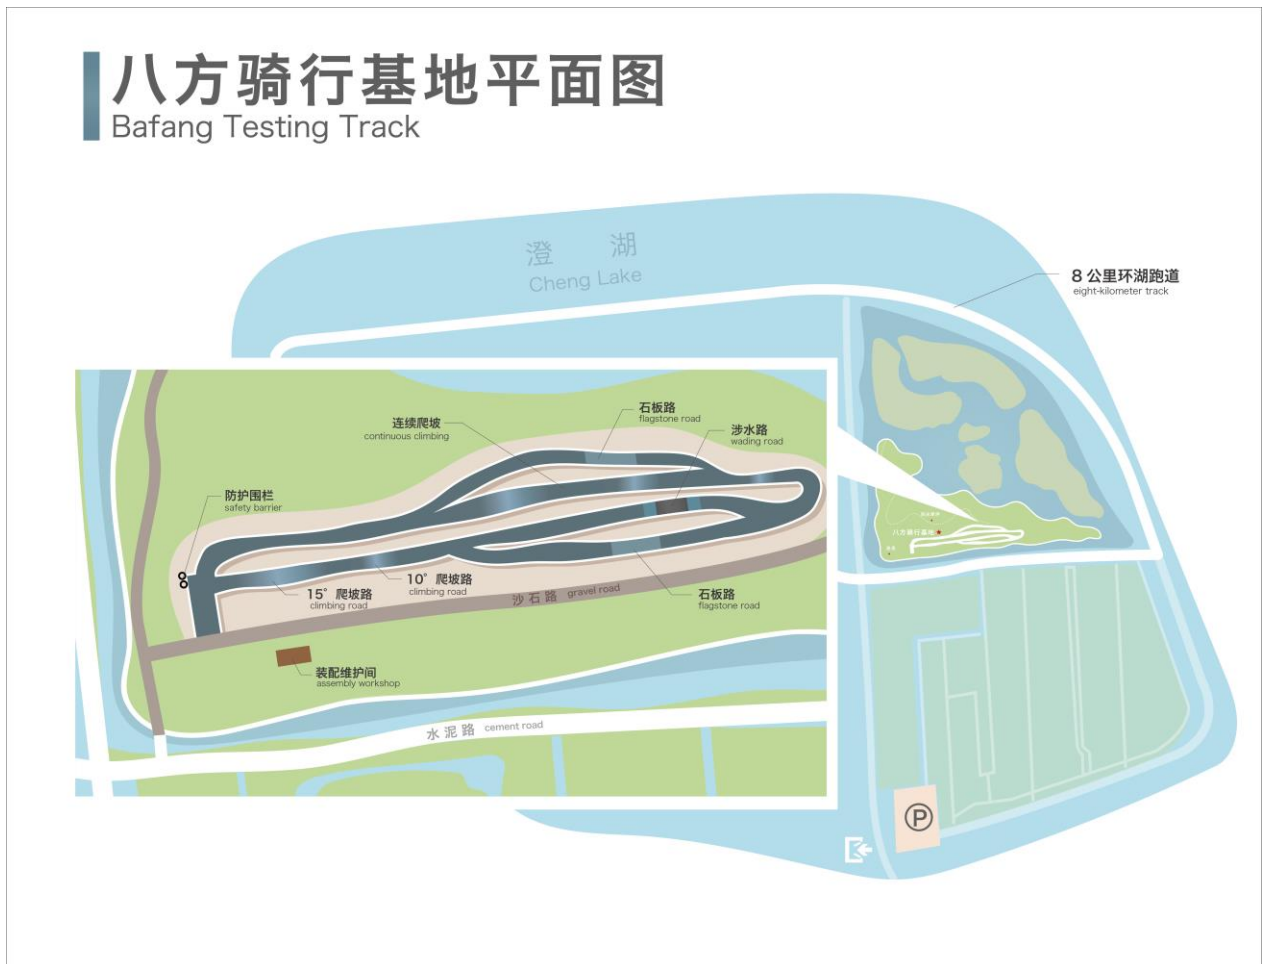 八方骑行基地平面图
Bafang Testing Track
澄 湖
Cheng Lake
8 公里环湖跑道
eight-kilometer track
石板路
flagstone road
连续爬坡
continuous climbing
涉水路
wading road
防护围栏
safety barrier
八方骑行基地
10° 爬坡路
climbing road
15° 爬坡路
climbing road
沙石路 gravel road
石板路
flagstone road
装配维护间
assembly workshop
水泥路 cement road
P